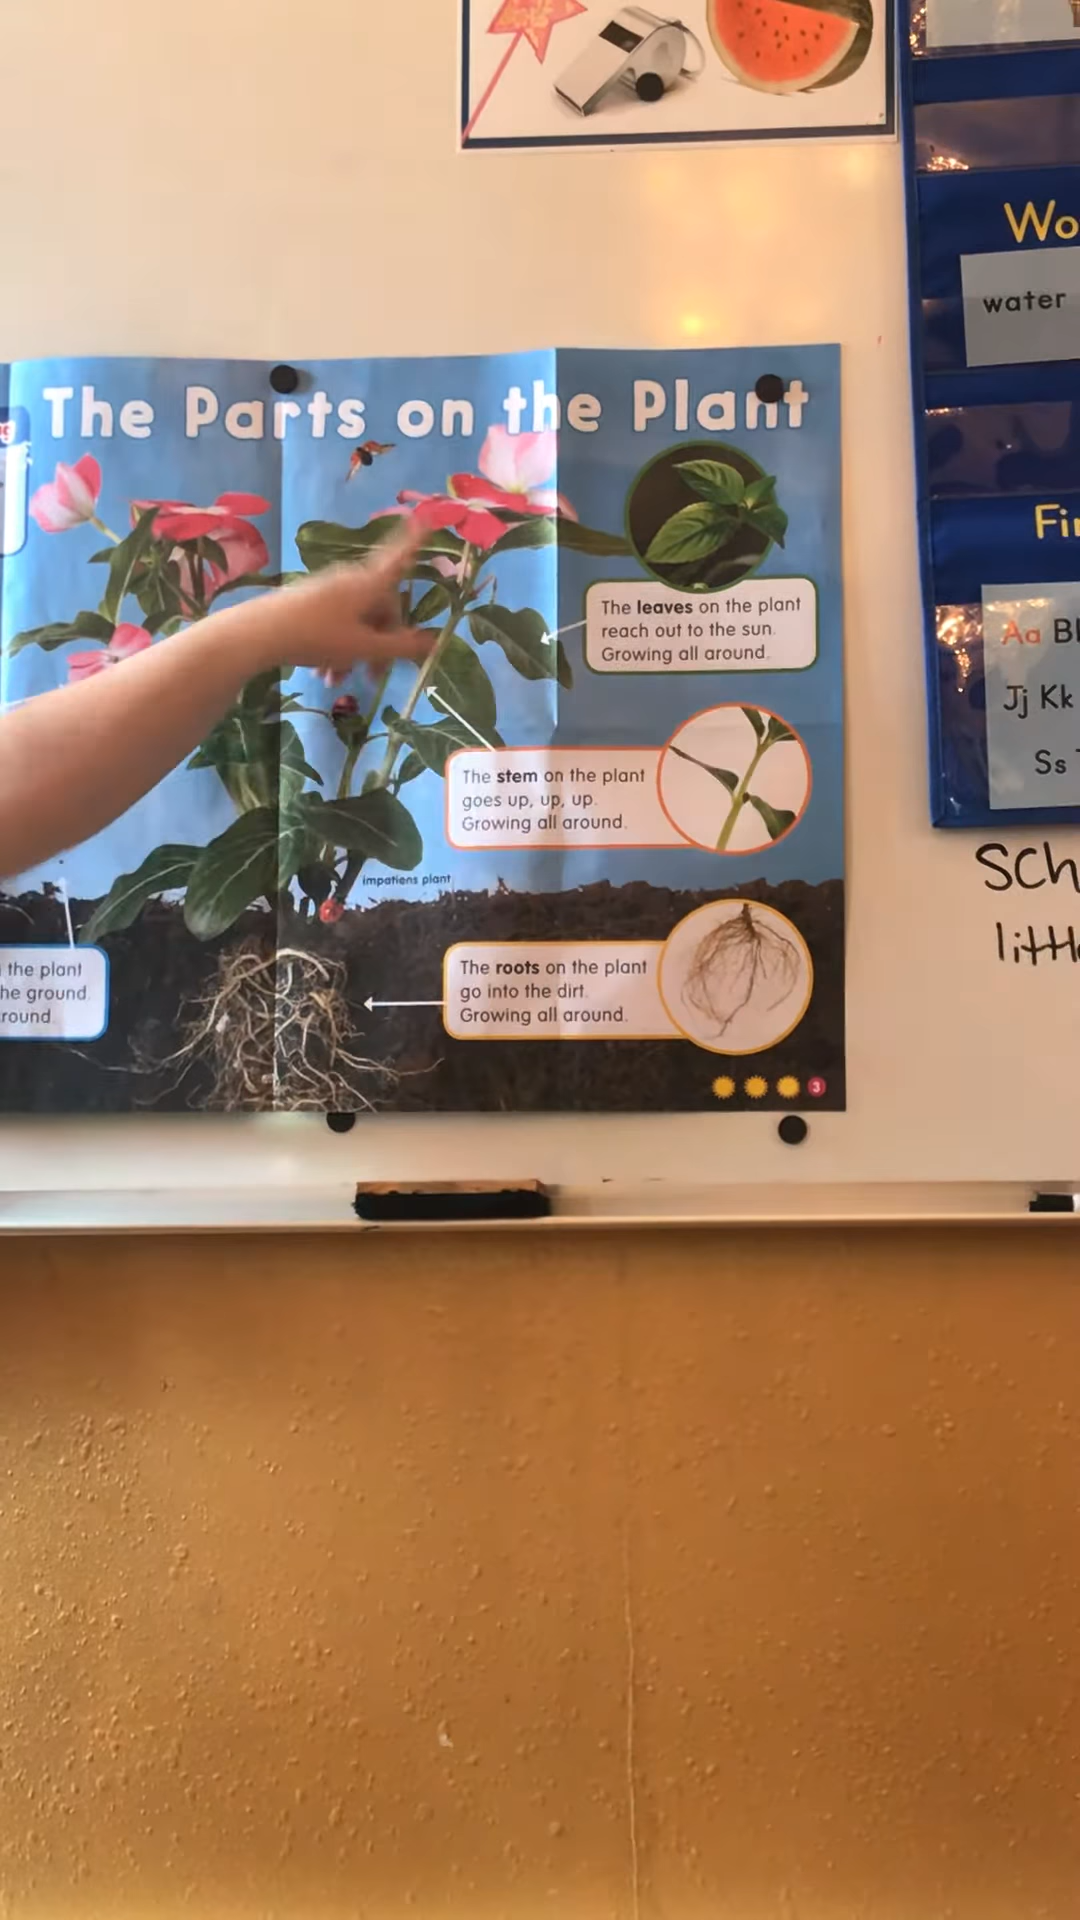 The Parts on the Plant
The leaves on the plant
reach out to the sun.
Growing all around.
The stem on the plant
goes up, up, up.
Growing all around.
impatiens plant
the plant
he ground.
round.
The roots on the plant
go into the dirt.
Growing all around.
3
Wo
water
Fi
Aa Bl
Jj Kk
Ss
sch
little